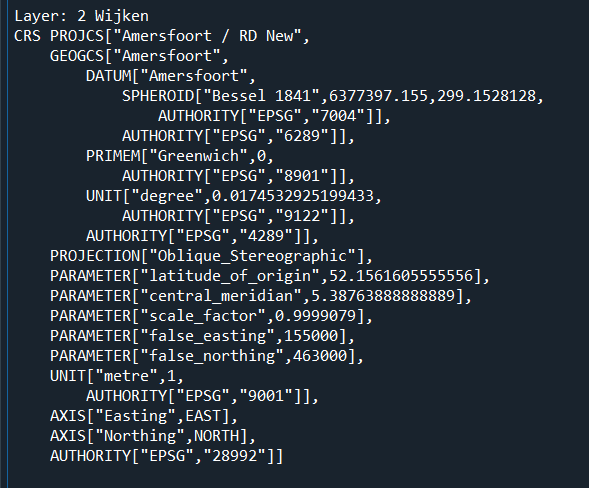 Layer: 2 Wijken
CRS PROJCS["Amersfoort / RD New",
    GEOGCS["Amersfoort",
        DATUM["Amersfoort",
            SPHEROID["Bessel 1841",6377397.155,299.1528128,
                AUTHORITY["EPSG","7004"]],
            AUTHORITY["EPSG","6289"]],
        PRIMEM["Greenwich",0,
            AUTHORITY["EPSG","8901"]],
        UNIT["degree",0.0174532925199433,
            AUTHORITY["EPSG","9122"]],
        AUTHORITY["EPSG","4289"]],
    PROJECTION["Oblique_Stereographic"],
    PARAMETER["latitude_of_origin",52.1561605555556],
    PARAMETER["central_meridian",5.38763888888889],
    PARAMETER["scale_factor",0.9999079],
    PARAMETER["false_easting",155000],
    PARAMETER["false_northing",463000],
    UNIT["metre",1,
        AUTHORITY["EPSG","9001"]],
    AXIS["Easting",EAST],
    AXIS["Northing",NORTH],
    AUTHORITY["EPSG","28992"]]